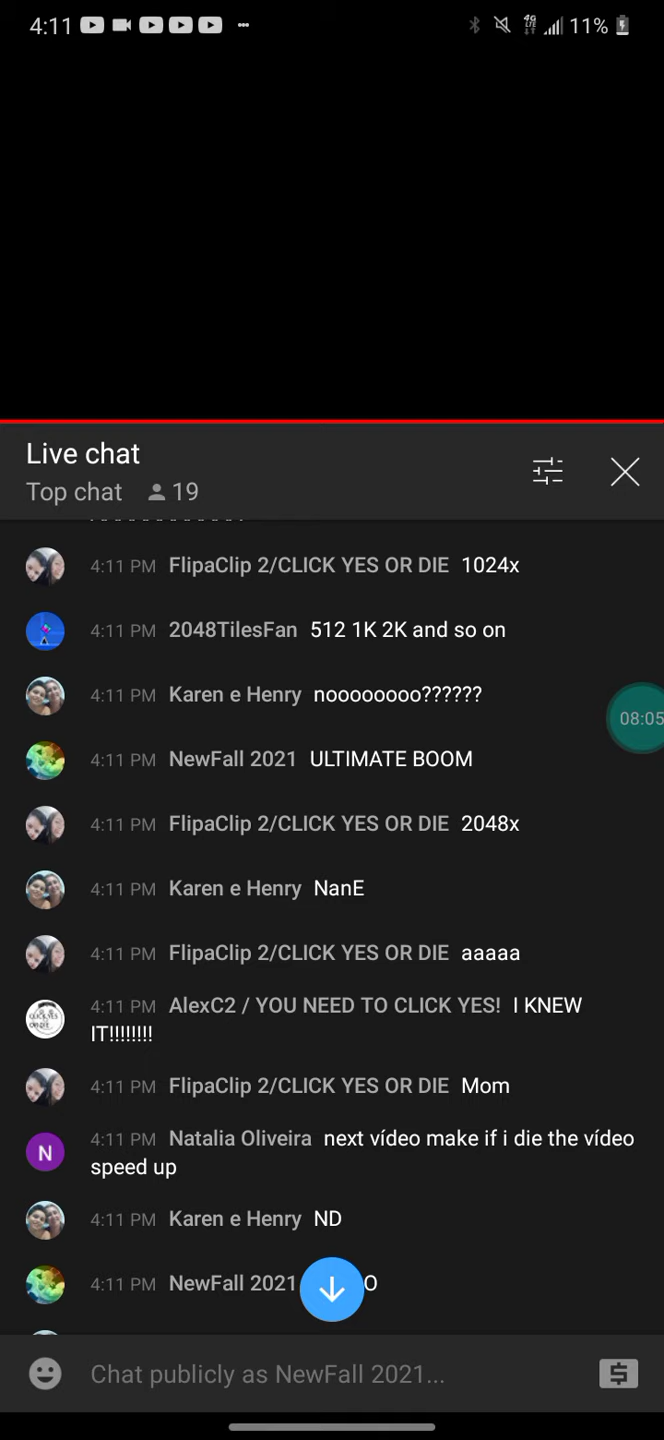 4:11
4G
LTE
11%
Live chat
Top chat 19
4:11 PM FlipaClip 2/CLICK YES OR DIE 1024x
4:11 PM 2048TilesFan 512 1K 2K and so on
4:11 PM Karen e Henry noooooooo??????
08:05
4:11 PM NewFall 2021 ULTIMATE BOOM
4:11 PM FlipaClip 2/CLICK YES OR DIE 2048x
4:11 PM Karen e Henry NanE
4:11 PM FlipaClip 2/CLICK YES OR DIE aaaaa
4:11 PM AlexC2 / YOU NEED TO CLICK YES! I KNEW
IT!!!!!!!!
4:11 PM FlipaClip 2/CLICK YES OR DIE Mom
N
4:11 PM Natalia Oliveira next vídeo make if i die the vídeo
speed up
4:11 PM Karen e Henry ND
4:11 PM NewFall 2021 O
Chat publicly as NewFall 2021...